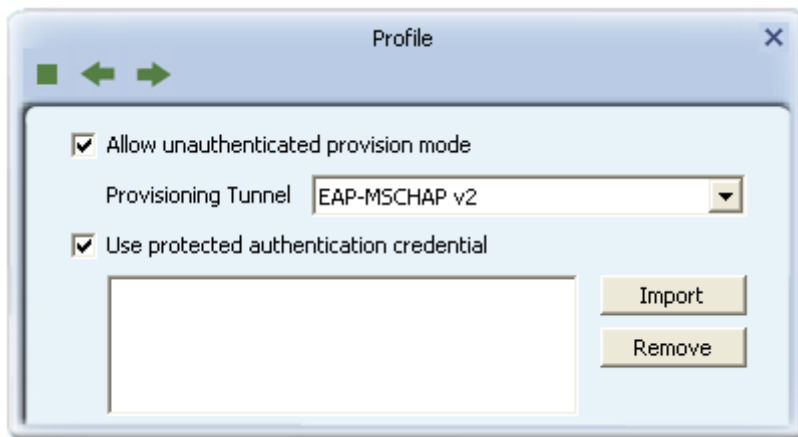 Profile
Allow unauthenticated provision mode
Provisioning Tunnel EAP-MSCHAP v2
Use protected authentication credential
Import
Remove